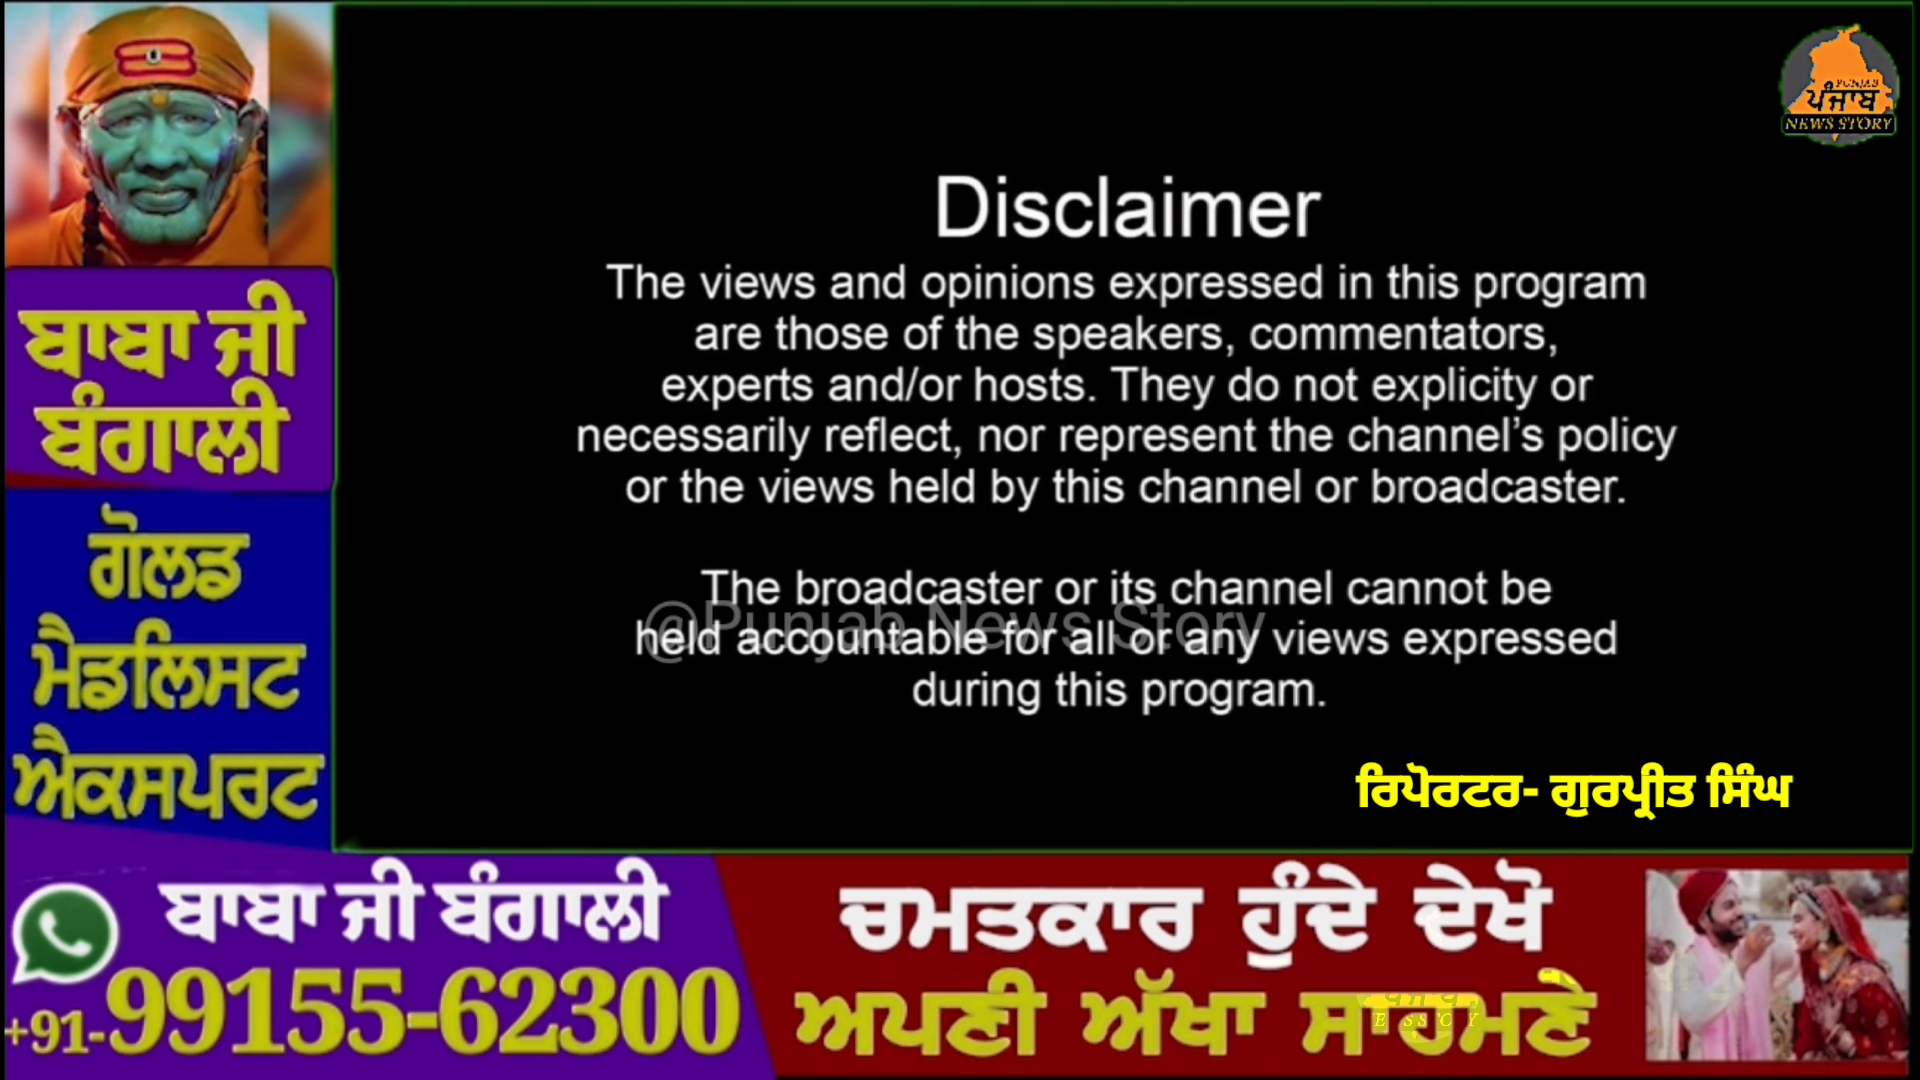 PUNJAB
ਪੰਜਾਬ
NEWS STORY
Disclaimer
The views and opinions expressed in this program
are those of the speakers, commentators,
experts and/or hosts. They do not explicity or
necessarily reflect, nor represent the channel's policy
or the views held by this channel or broadcaster.
The broadcaster or its channel cannot be
held accountable for all or any views expressed
during this program.
@Punjab News Story
ਰਿਪੋਰਟਰ- ਗੁਰਪ੍ਰੀਤ ਸਿੰਘ
ਬਾਬਾ ਜੀ
ਬੰਗਾਲੀ
ਗੋਲਡ
ਮੈਡਲਿਸਟ
ਐਕਸਪਰਟ
ਬਾਬਾ ਜੀ ਬੰਗਾਲੀ
+91-99155-62300
ਚਮਤਕਾਰ ਹੁੰਦੇ ਦੇਖੋ
ਅਪਣੀ ਅੱਖਾ ਸਾਹਮਣੇ